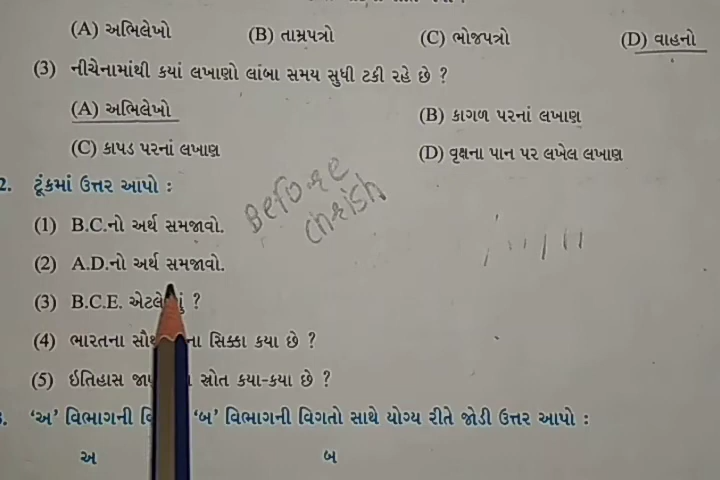 (A) અભિલેખો (B) તામ્રપત્રો (C) ભોજપત્રો (D) વાહનો
(3) નીચેનામાંથી કયાં લખાણો લાંબા સમય સુધી ટકી રહે છે ?
(A) અભિલેખો (B) કાગળ પરનાં લખાણ
(C) કાપડ પરનાં લખાણ (D) વૃક્ષના પાન પર લખેલ લખાણ
2. ટૂંકમાં ઉત્તર આપો :
(1) B.C.નો અર્થ સમજાવો.
Before
(2) A.D.નો અર્થ સમજાવો.
(3) B.C.E. ?
(4) ભારતના સિક્કા કયા છે ?
(5) ઇતિહાસ સ્રોત કયા-કયા છે ?
'અ' વિભાગની 'બ' વિભાગની વિગતો સાથે યોગ્ય રીતે જોડી ઉત્તર આપો :
અ બ